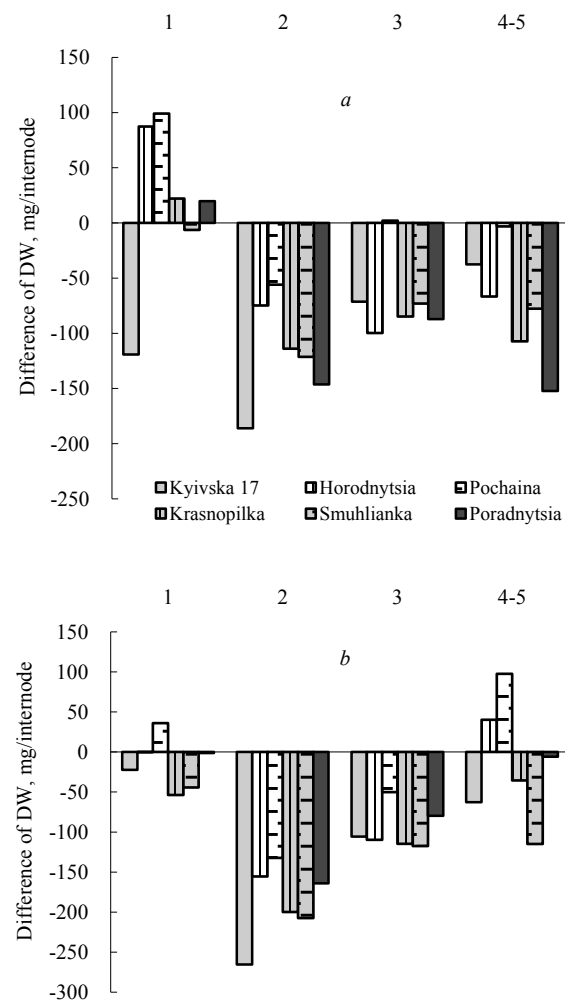 1 2 3 4-5
a
Difference of DW, mg/internode
150
100
50
0
-50
-100
-150
-200
-250
Kyivska 17 Horodnytsia Pochaina
Krasnopilka Smuhlianka Poradnytsia
1 2 3 4-5
b
Difference of DW, mg/internode
150
100
50
0
-50
-100
-150
-200
-250
-300